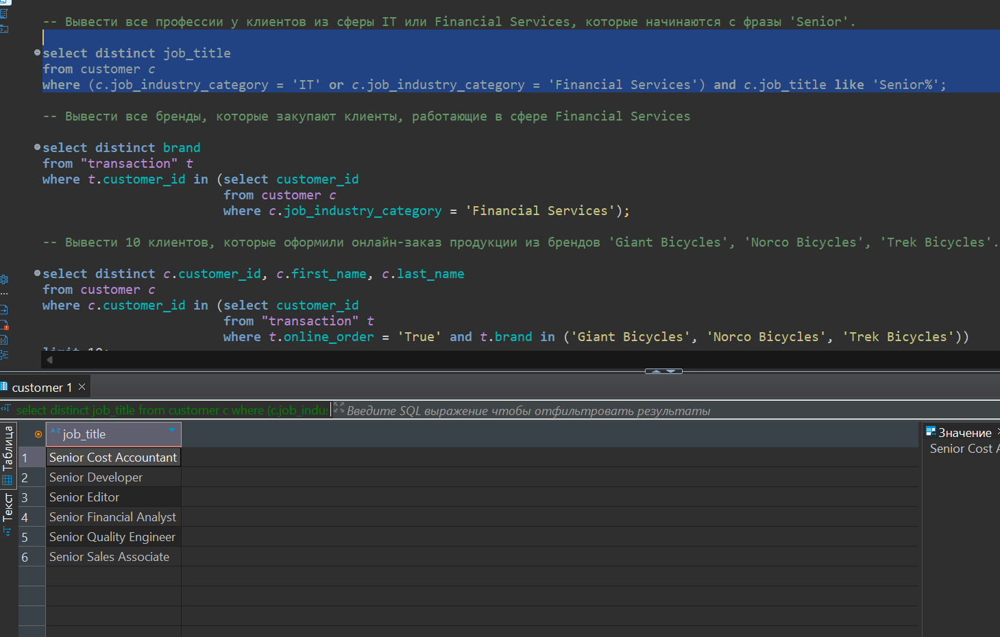 -- Вывести все профессии у клиентов из сферы IT или Financial Services, которые начинаются с фразы 'Senior'.
select distinct job_title
from customer c
where (c.job_industry_category = 'IT' or c.job_industry_category = 'Financial Services') and c.job_title like 'Senior%';
-- Вывести все бренды, которые закупают клиенты, работающие в сфере Financial Services
select distinct brand
from "transaction" t
where t.customer_id in (select customer_id
from customer c
where c.job_industry_category = 'Financial Services');
-- Вывести 10 клиентов, которые оформили онлайн-заказ продукции из брендов 'Giant Bicycles', 'Norco Bicycles', 'Trek Bicycles'.
select distinct c.customer_id, c.first_name, c.last_name
from customer c
where c.customer_id in (select customer_id
from "transaction" t
where t.online_order = 'True' and t.brand in ('Giant Bicycles', 'Norco Bicycles', 'Trek Bicycles'))
limit 10;
customer 1
select distinct job_title from customer c where (c.job_indus
Введите SQL выражение чтобы отфильтровать результаты
Таблица
Текст
A-Z job_title
1 Senior Cost Accountant
2 Senior Developer
3 Senior Editor
4 Senior Financial Analyst
5 Senior Quality Engineer
6 Senior Sales Associate
Значение
Senior Cost A